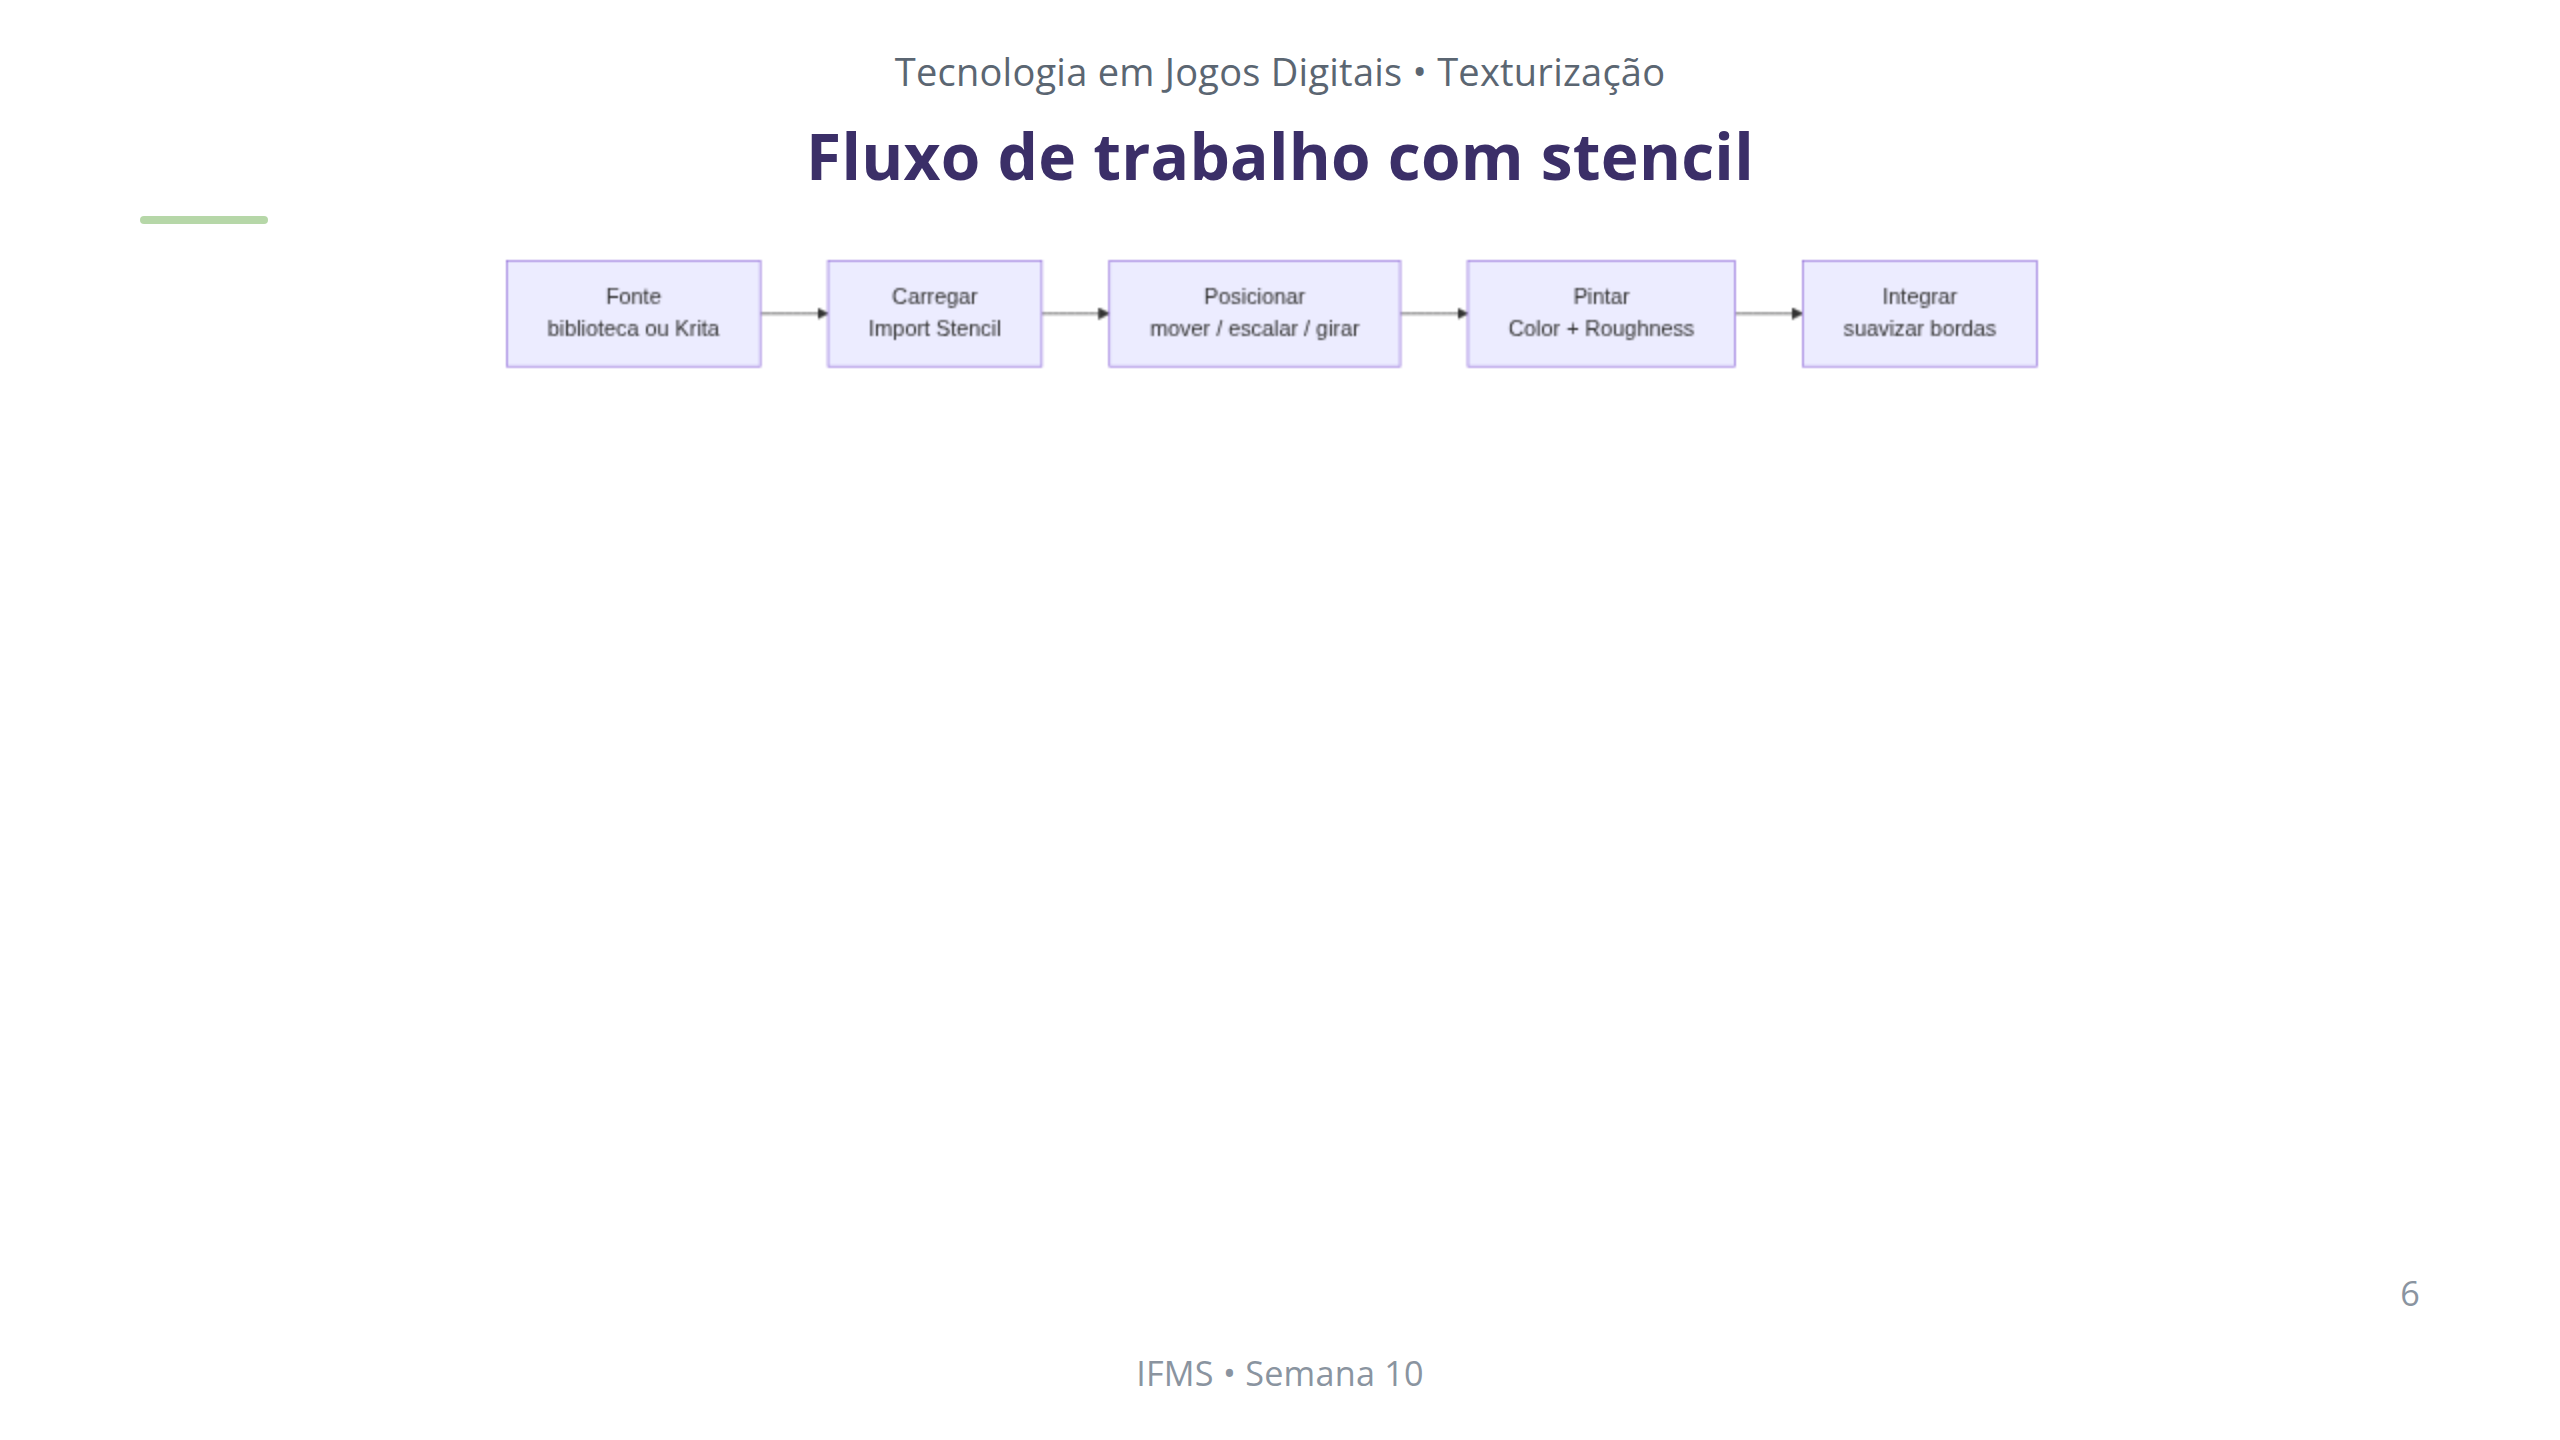 Tecnologia em Jogos Digitais • Texturização
Fluxo de trabalho com stencil
Fonte
biblioteca ou Krita
Carregar
Import Stencil
Posicionar
mover / escalar / girar
Pintar
Color + Roughness
Integrar
suavizar bordas
6
IFMS • Semana 10